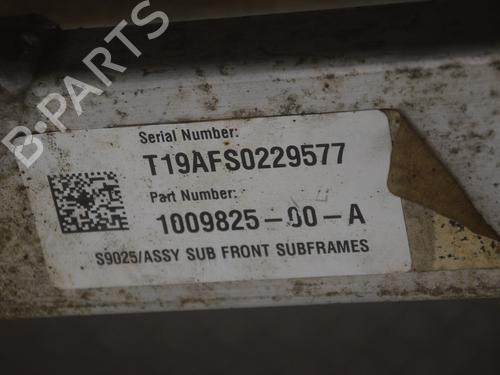 B-PARTS
Serial Number:
T19AFS0229577
Part Number:
1009825-00-A
S9025/ASSY SUB FRONT SUBFRAMES